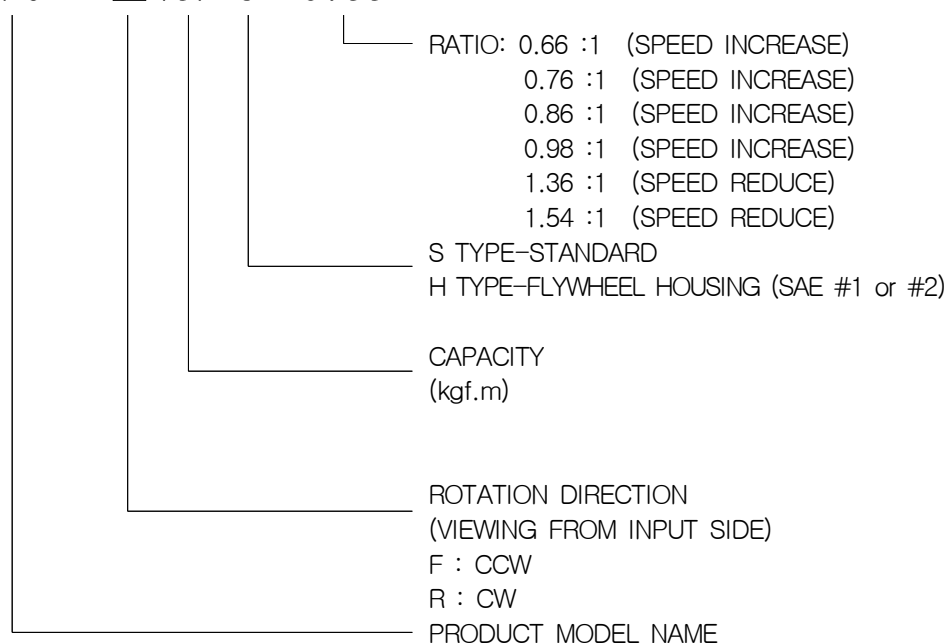 RATIO: 0.66 :1 (SPEED INCREASE)
0.76 :1 (SPEED INCREASE)
0.86 :1 (SPEED INCREASE)
0.98 :1 (SPEED INCREASE)
1.36 :1 (SPEED REDUCE)
1.54 :1 (SPEED REDUCE)
S TYPE-STANDARD
H TYPE-FLYWHEEL HOUSING (SAE #1 or #2)
CAPACITY
(kgf.m)
ROTATION DIRECTION
(VIEWING FROM INPUT SIDE)
F : CCW
R : CW
PRODUCT MODEL NAME